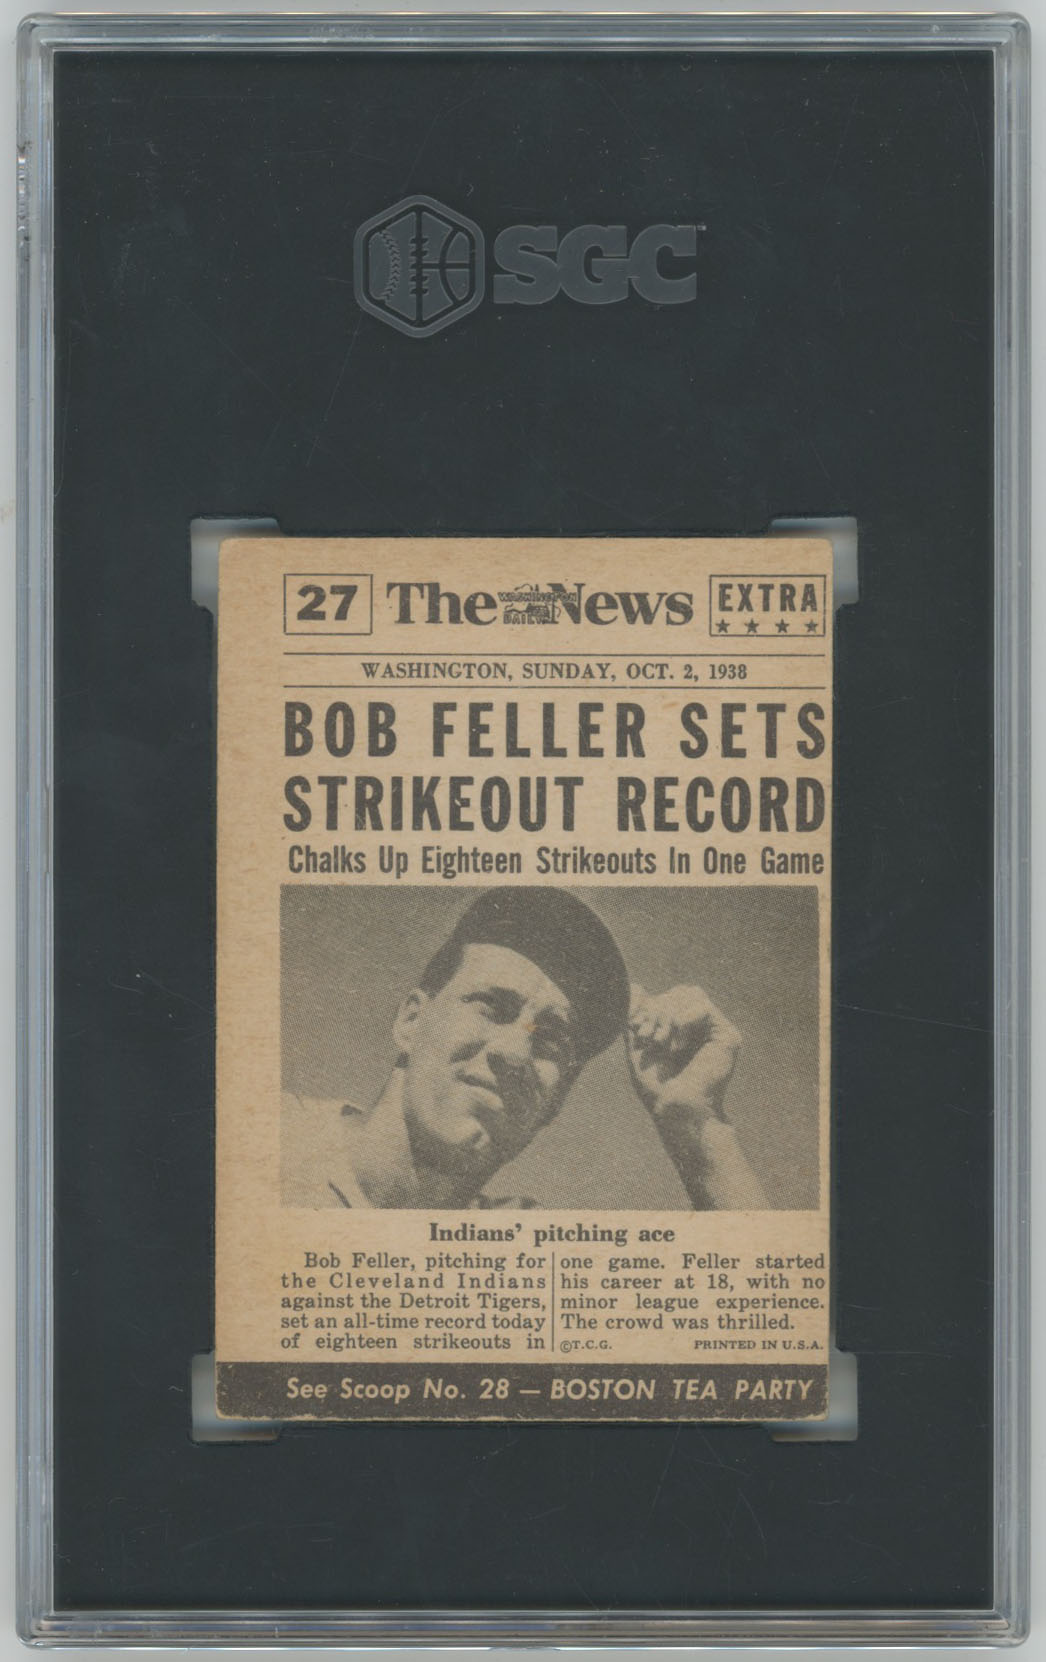 SGC
27 The WASHINGTON DAILY News EXTRA
WASHINGTON, SUNDAY, OCT. 2, 1938
BOB FELLER SETS
STRIKEOUT RECORD
Chalks Up Eighteen Strikeouts In One Game
Indians' pitching ace
Bob Feller, pitching for
the Cleveland Indians
against the Detroit Tigers,
set an all-time record today
of eighteen strikeouts in
one game. Feller started
his career at 18, with no
minor league experience.
The crowd was thrilled.
©T.C.G. PRINTED IN U.S.A.
See Scoop No. 28 — BOSTON TEA PARTY